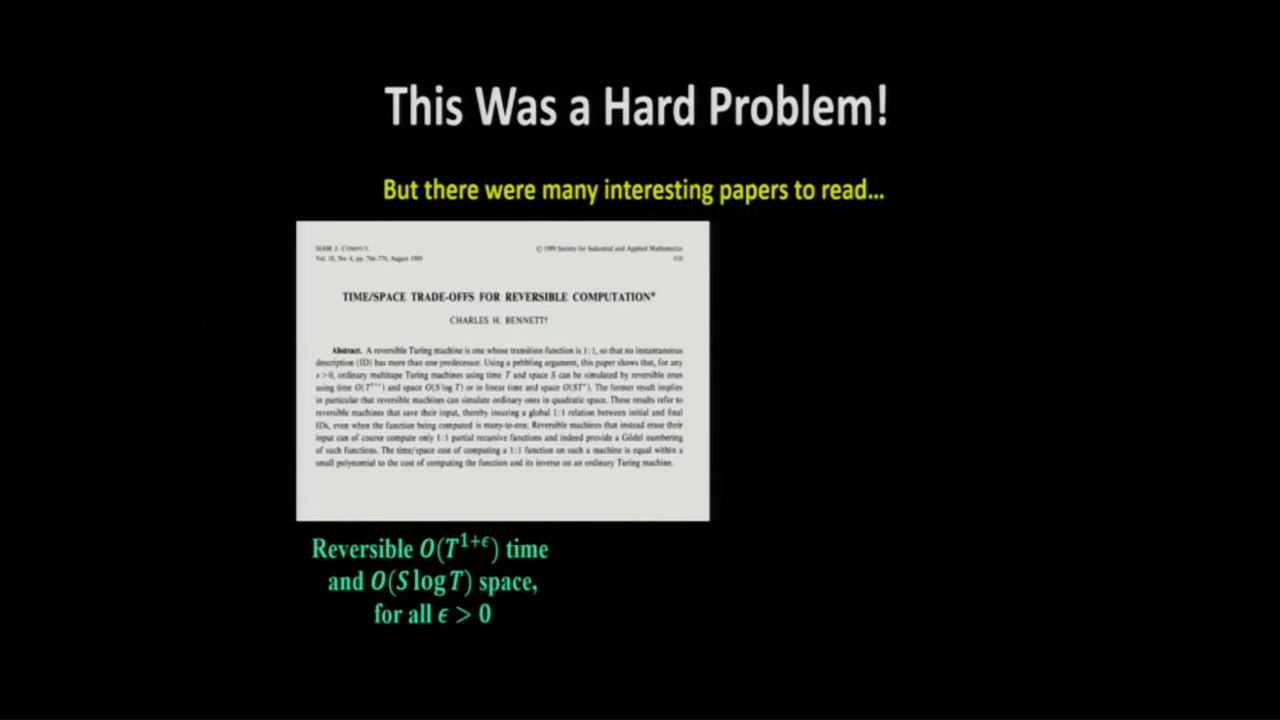 This Was a Hard Problem!
But there were many interesting papers to read...
SIAM J. COMPUT.
Vol. 18, No. 4, pp. 766-776, August 1989
© 1989 Society for Industrial and Applied Mathematics
010
TIME/SPACE TRADE-OFFS FOR REVERSIBLE COMPUTATION*
CHARLES H. BENNETT†
Abstract. A reversible Turing machine is one whose transition function is 1:1, so that no instantaneous
description (ID) has more than one predecessor. Using a pebbling argument, this paper shows that, for any
ε>0, ordinary multitape Turing machines using time T and space S can be simulated by reversible ones
using time O(T¹⁺ᵋ) and space O(S log T) or in linear time and space O(STᵋ). The former result implies
in particular that reversible machines can simulate ordinary ones in quadratic space. These results refer to
reversible machines that save their input, thereby insuring a global 1:1 relation between initial and final
IDs, even when the function being computed is many-to-one. Reversible machines that instead erase their
input can of course compute only 1:1 partial recursive functions and indeed provide a Gödel numbering
of such functions. The time/space cost of computing a 1:1 function on such a machine is equal within a
small polynomial to the cost of computing the function and its inverse on an ordinary Turing machine.
Reversible O(T¹⁺ᵋ) time
and O(S log T) space,
for all ϵ > 0